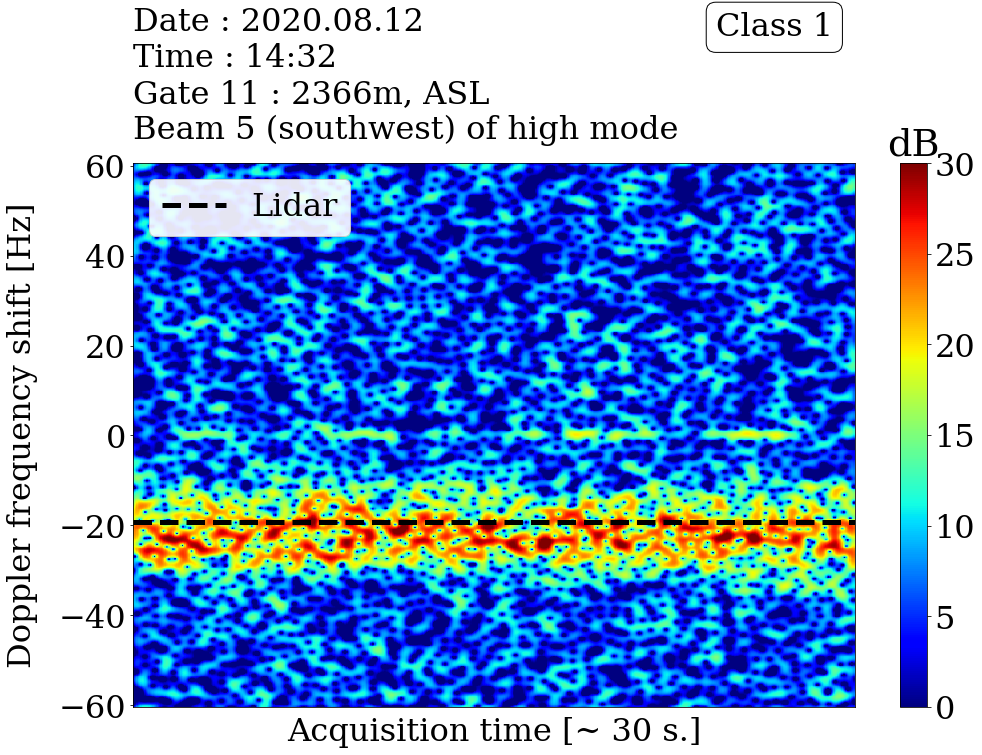 Date : 2020.08.12
Time : 14:32
Gate 11 : 2366m, ASL
Beam 5 (southwest) of high mode
Class 1
dB
Lidar
Doppler frequency shift [Hz]
60
40
20
0
−20
−40
−60
30
25
20
15
10
5
0
Acquisition time [~ 30 s.]